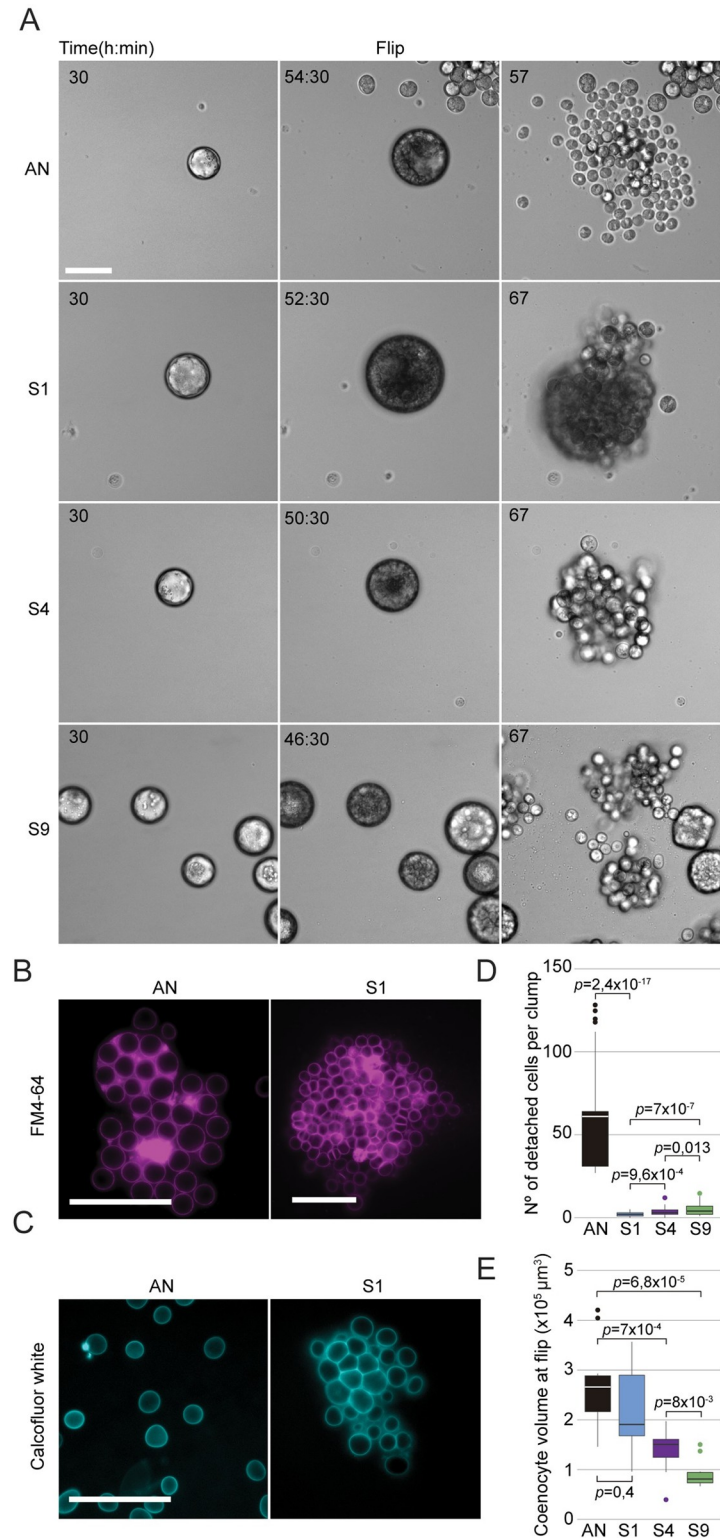 A
Time(h:min)
Flip
30
54:30
57
AN
30
52:30
67
S1
30
50:30
67
S4
30
46:30
67
S9
B
AN
S1
FM4-64
C
AN
S1
Calcofluor white
D
Nº of detached cells per clump
150
100
50
0
p=2,4x10-17
p=7x10-7
p=0,013
p=9,6x10-4
AN S1 S4 S9
E
Coenocyte volume at flip (x10⁵ µm³)
5
4
3
2
1
0
p=6,8x10-5
p=7x10-4
p=8x10-3
p=0,4
AN S1 S4 S9